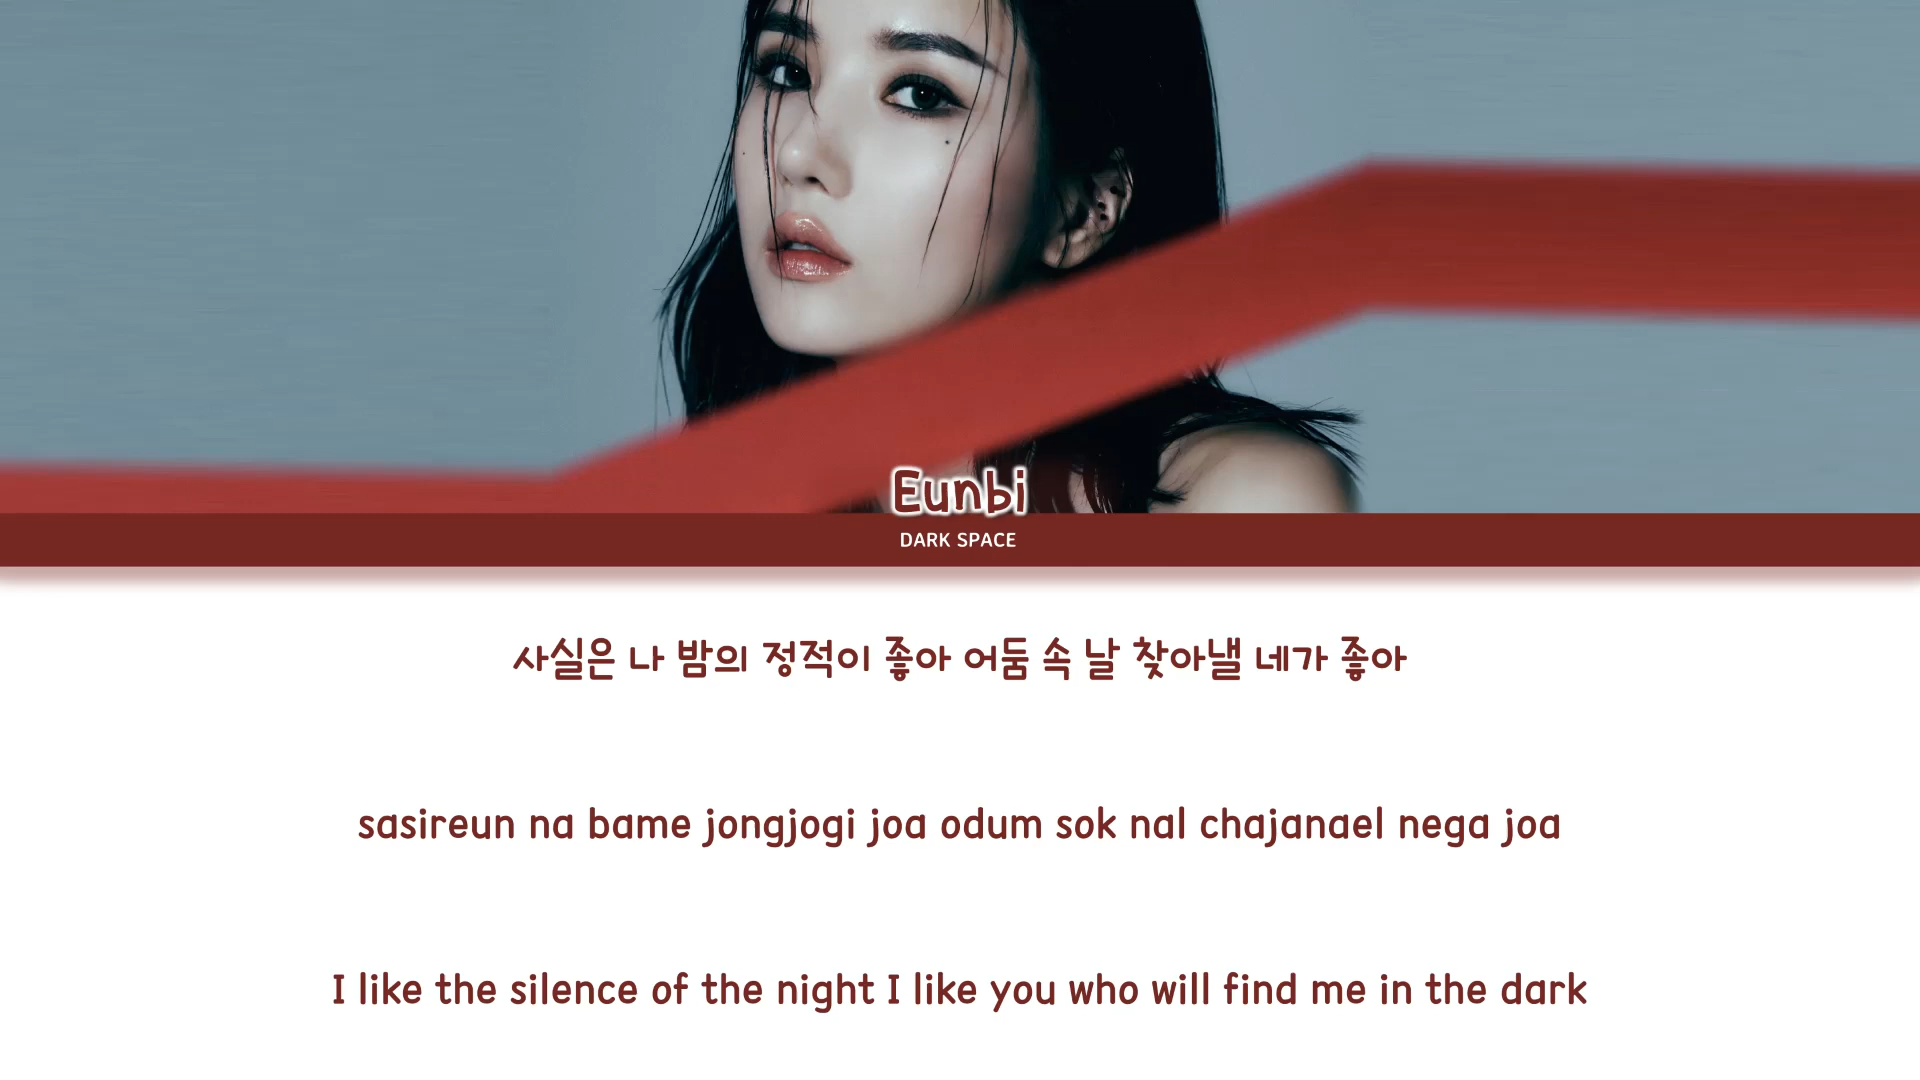 Eunbi
DARK SPACE
사실은 나 밤의 정적이 좋아 어둠 속 날 찾아낼 네가 좋아
sasireun na bame jongjogi joa odum sok nal chajanael nega joa
I like the silence of the night I like you who will find me in the dark